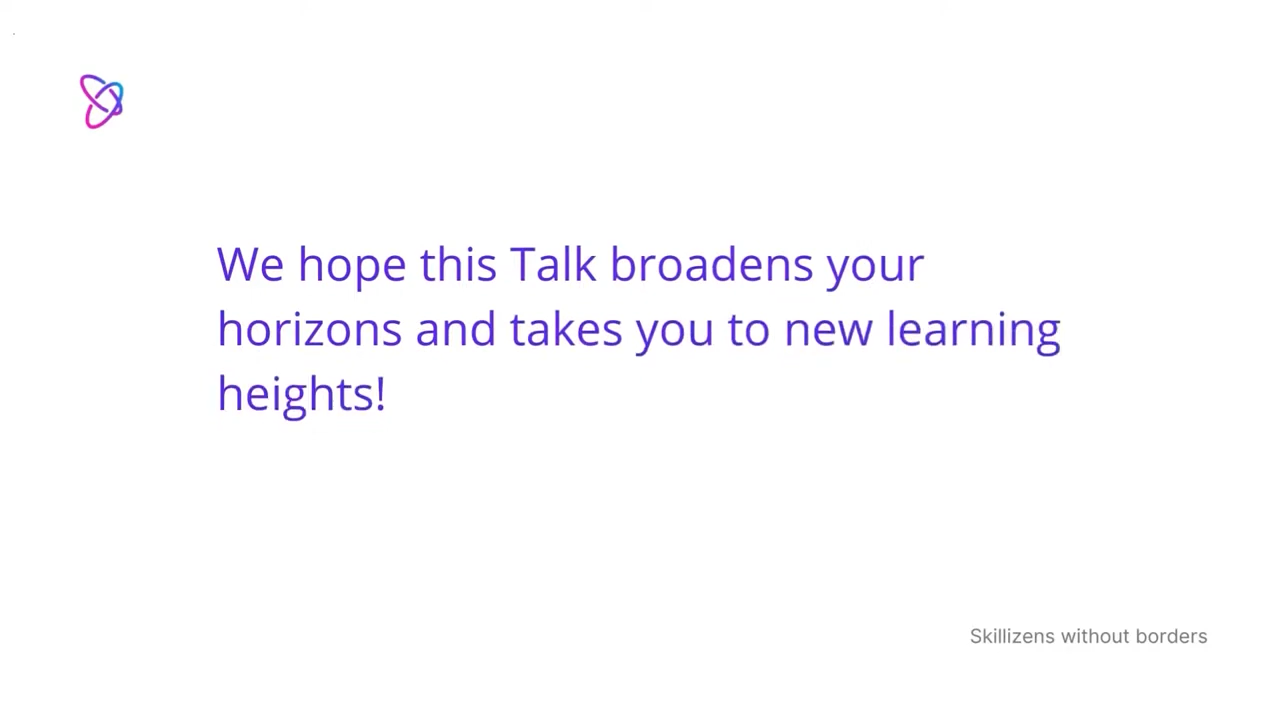 We hope this Talk broadens your
horizons and takes you to new learning
heights!
Skillizens without borders